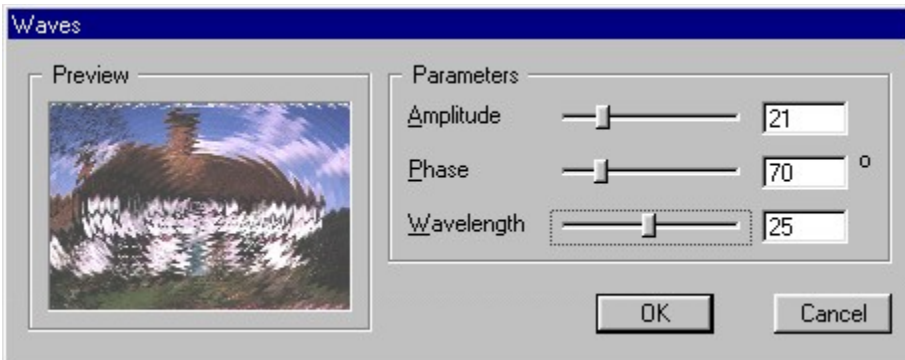 Waves
Preview
Parameters
Amplitude 21
Phase 70 °
Wavelength 25
OK Cancel